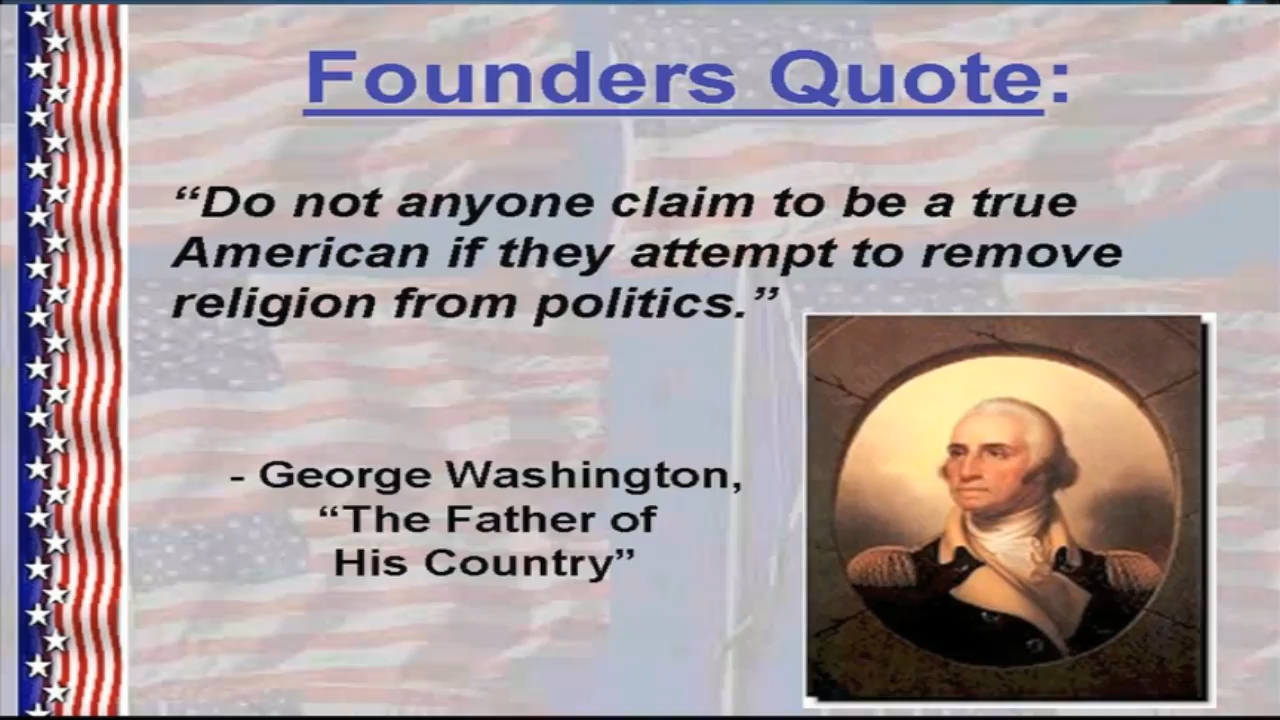 Founders Quote:
“Do not anyone claim to be a true
American if they attempt to remove
religion from politics.”
- George Washington,
“The Father of
His Country”